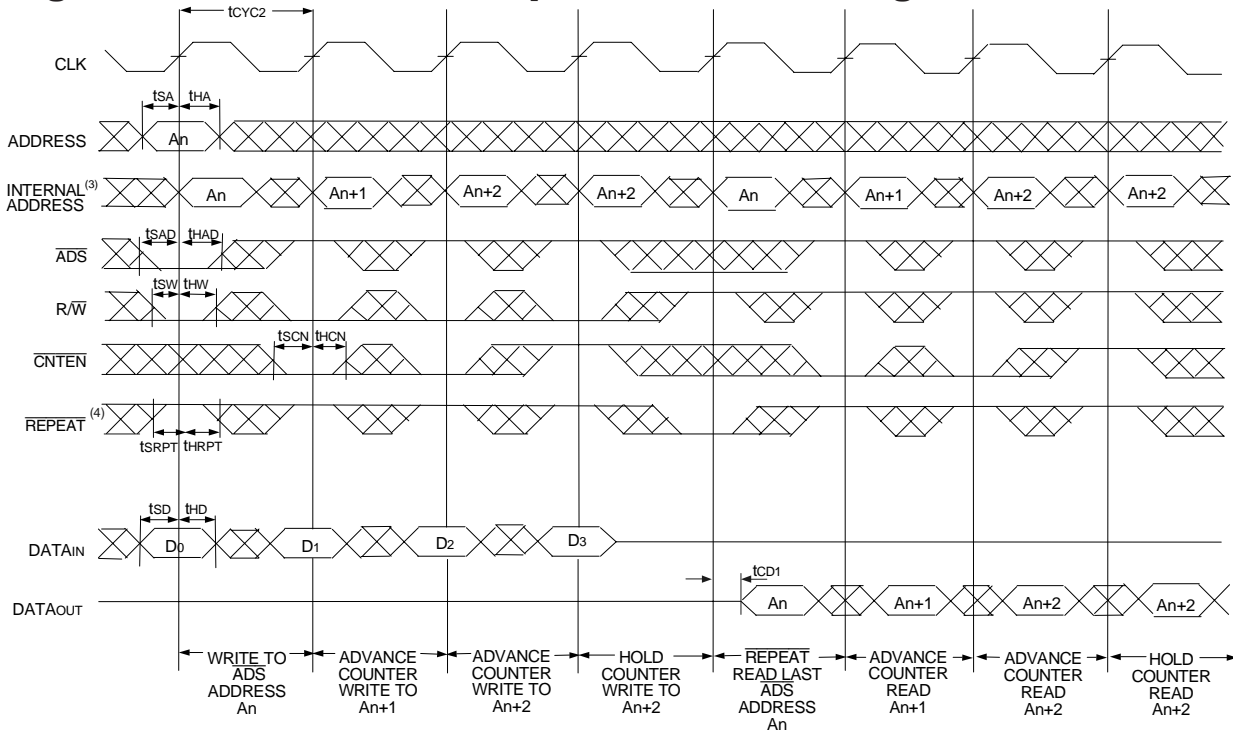 tCYC2
CLK
tSA tHA
ADDRESS An
INTERNAL(3) ADDRESS An An+1 An+2 An+2 An An+1 An+2 An+2
tSAD tHAD
ADS
tSW tHW
R/W
tSCN tHCN
CNTEN
REPEAT (4)
tSRPT tHRPT
tSD tHD
DATAIN D0 D1 D2 D3
tCD1
DATAOUT An An+1 An+2 An+2
WRITE TO
ADS
ADDRESS
An
ADVANCE
COUNTER
WRITE TO
An+1
ADVANCE
COUNTER
WRITE TO
An+2
HOLD
COUNTER
WRITE TO
An+2
REPEAT
READ LAST
ADS
ADDRESS
An
ADVANCE
COUNTER
READ
An+1
ADVANCE
COUNTER
READ
An+2
HOLD
COUNTER
READ
An+2